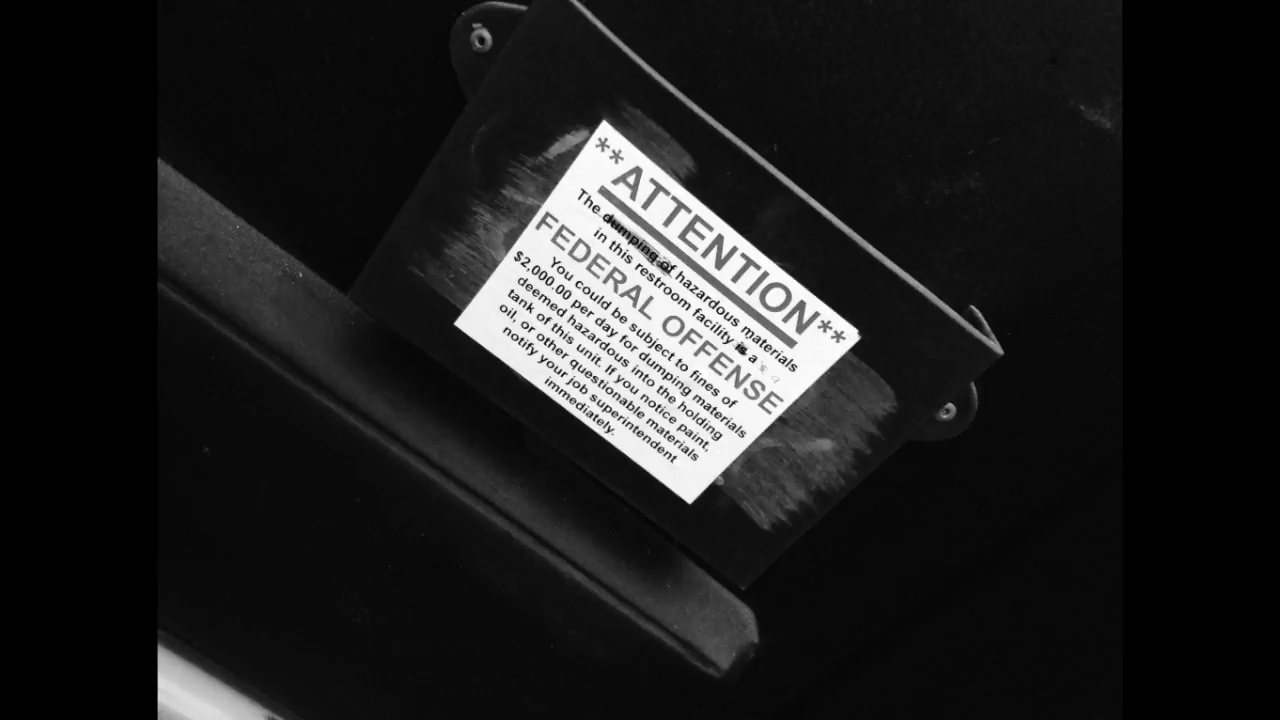 **ATTENTION**
The dumping of hazardous materials
in this restroom facility is a
FEDERAL OFFENSE
You could be subject to fines of
$2,000.00 per day for dumping materials
deemed hazardous into the holding
tank of this unit. If you notice paint,
oil, or other questionable materials
notify your job superintendent
immediately.